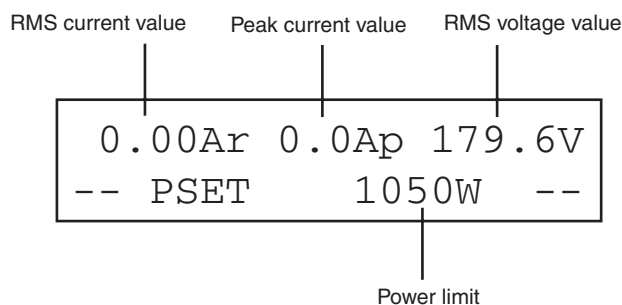 RMS current value Peak current value RMS voltage value
0.00Ar 0.0Ap 179.6V
-- PSET 1050W --
Power limit